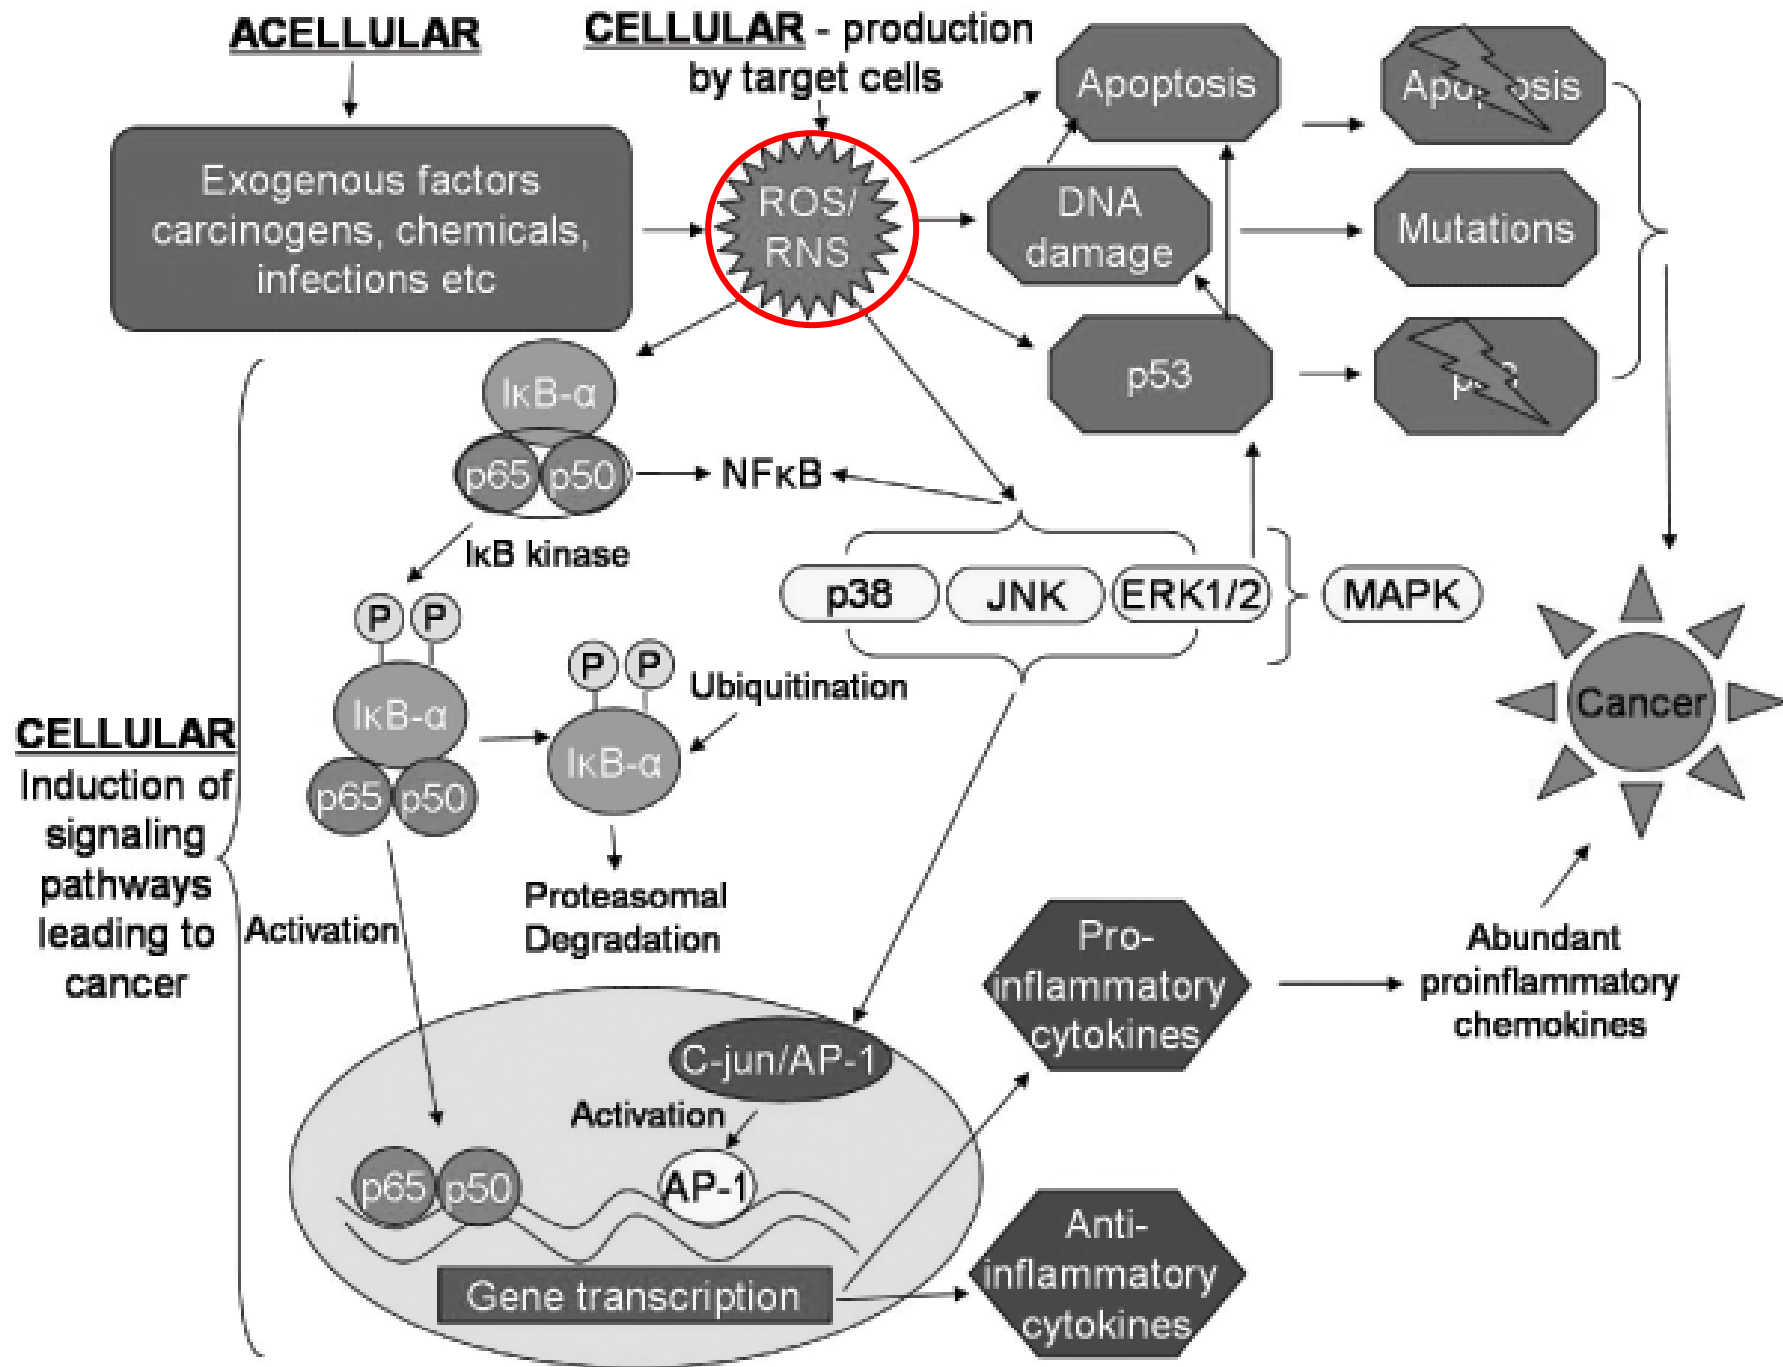 ACELLULAR
CELLULAR - production
by target cells
Exogenous factors
carcinogens, chemicals,
infections etc
ROS/
RNS
Apoptosis
Apoptosis
DNA
damage
Mutations
p53
IκB-α
p65
p50
NFκB
IκB kinase
p38
JNK
ERK1/2
MAPK
P
P
IκB-α
p65
p50
P
P
IκB-α
Ubiquitination
Cancer
CELLULAR
Induction of
signaling
pathways
leading to
cancer
Activation
Proteasomal
Degradation
Pro-
inflammatory
cytokines
Abundant
proinflammatory
chemokines
C-jun/AP-1
Activation
p65
p50
AP-1
Gene transcription
Anti-
inflammatory
cytokines